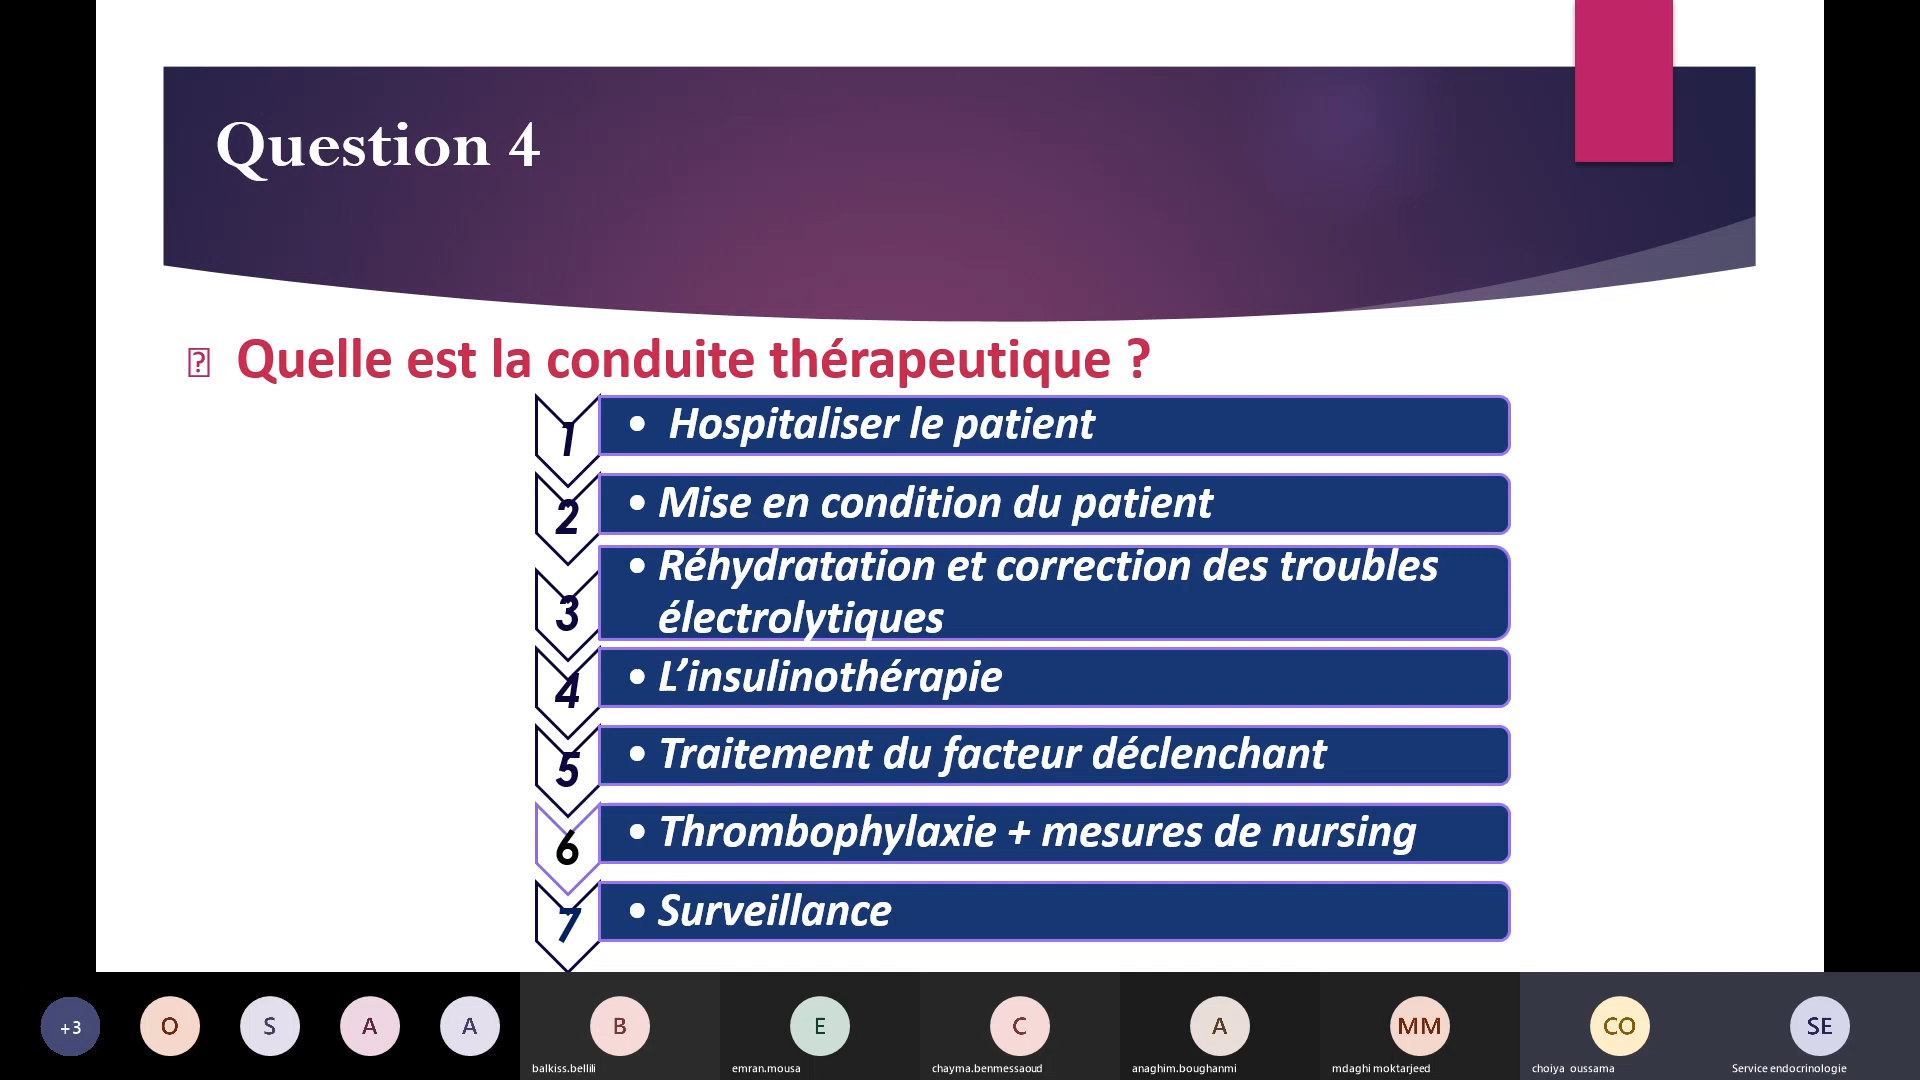 Question 4
Quelle est la conduite thérapeutique ?
1 • Hospitaliser le patient
2 • Mise en condition du patient
3 • Réhydratation et correction des troubles
électrolytiques
4 • L’insulinothérapie
5 • Traitement du facteur déclenchant
6 • Thrombophylaxie + mesures de nursing
7 • Surveillance
+3 O S A A B E C A MM CO SE
balkiss.bellili emran.mousa chayma.benmessaoud anaghim.boughanmi mdaghi moktarjeed choiya oussama Service endocrinologie